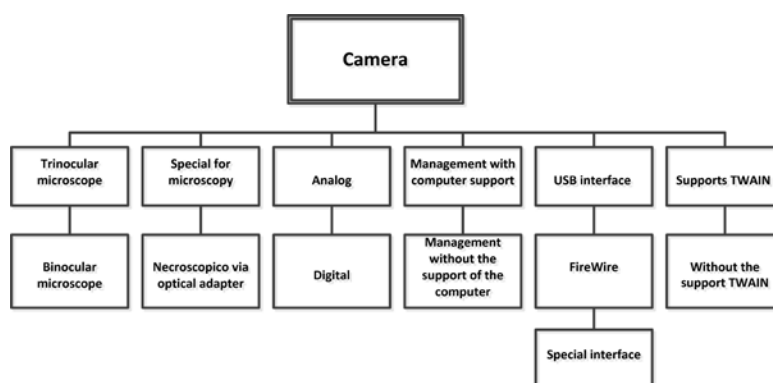 Camera
Trinocular
microscope
Special for
microscopy
Analog
Management with
computer support
USB interface
Supports TWAIN
Binocular
microscope
Necroscopico via
optical adapter
Digital
Management
without the
support of the
computer
FireWire
Without the
support TWAIN
Special interface